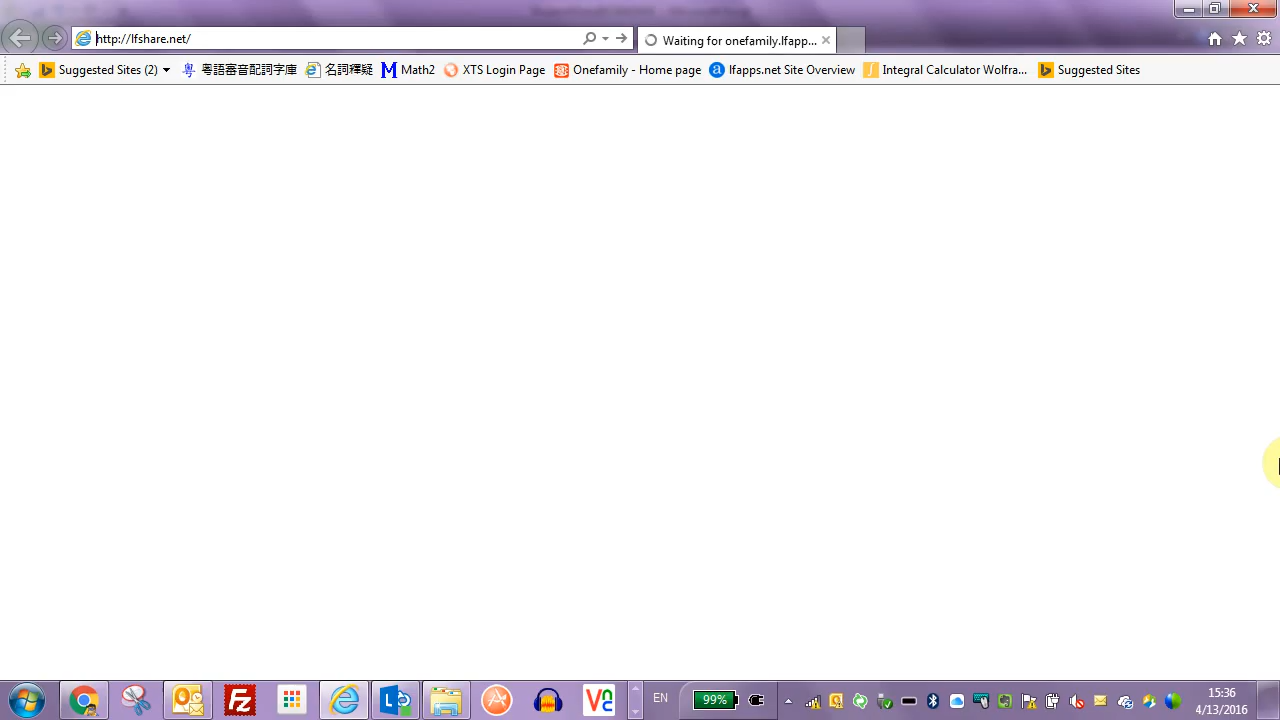 http://lfshare.net/
Waiting for onefamily.lfapp...
Suggested Sites (2) 粵語審音配詞字庫 名詞釋疑 Math2 XTS Login Page Onefamily - Home page lfapps.net Site Overview Integral Calculator Wolfra... Suggested Sites
EN 99% 15:36
4/13/2016